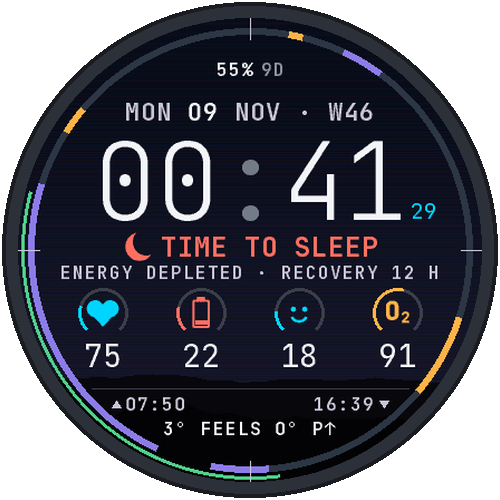 55% 9D
MON 09 NOV · W46
00:41 29
TIME TO SLEEP
ENERGY DEPLETED · RECOVERY 12 H
O₂
75 22 18 91
▲07:50 16:39▼
3° FEELS 0° P↑